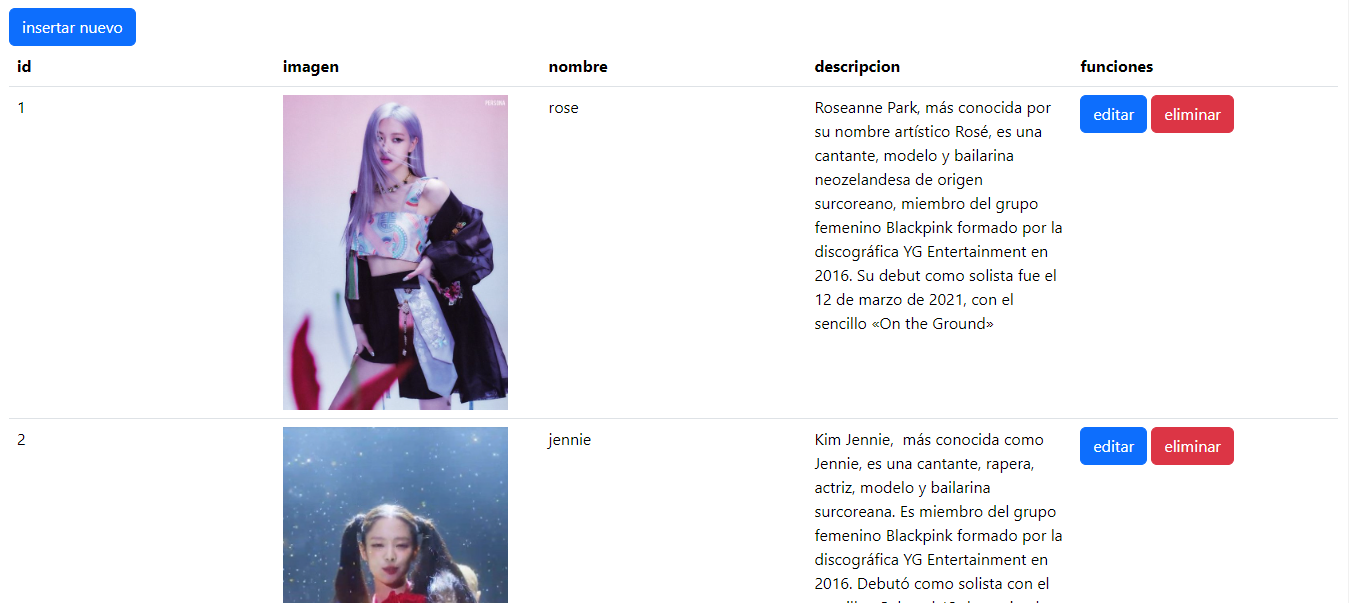 insertar nuevo
id imagen nombre descripcion funciones
1
rose
Roseanne Park, más conocida por
su nombre artístico Rosé, es una
cantante, modelo y bailarina
neozelandesa de origen
surcoreano, miembro del grupo
femenino Blackpink formado por la
discográfica YG Entertainment en
2016. Su debut como solista fue el
12 de marzo de 2021, con el
sencillo «On the Ground»
editar eliminar
2
jennie
Kim Jennie,  más conocida como
Jennie, es una cantante, rapera,
actriz, modelo y bailarina
surcoreana. Es miembro del grupo
femenino Blackpink formado por la
discográfica YG Entertainment en
2016. Debutó como solista con el
editar eliminar